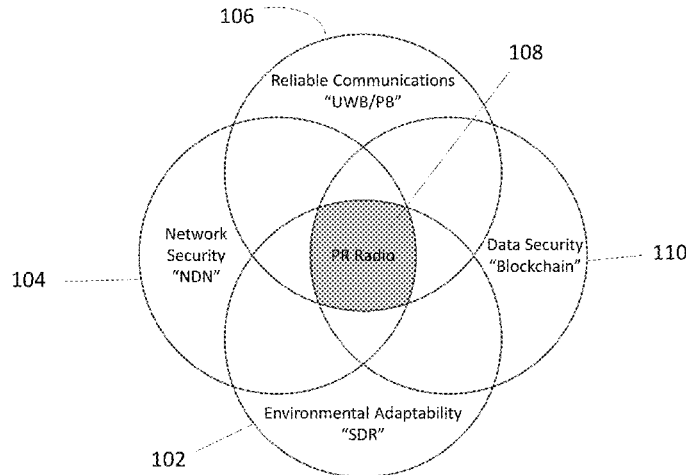 106
108
Reliable Communications
"UWB/PB"
Network
Security
"NDN"
PR Radio
Data Security
"Blockchain"
104
110
Environmental Adaptability
"SDR"
102